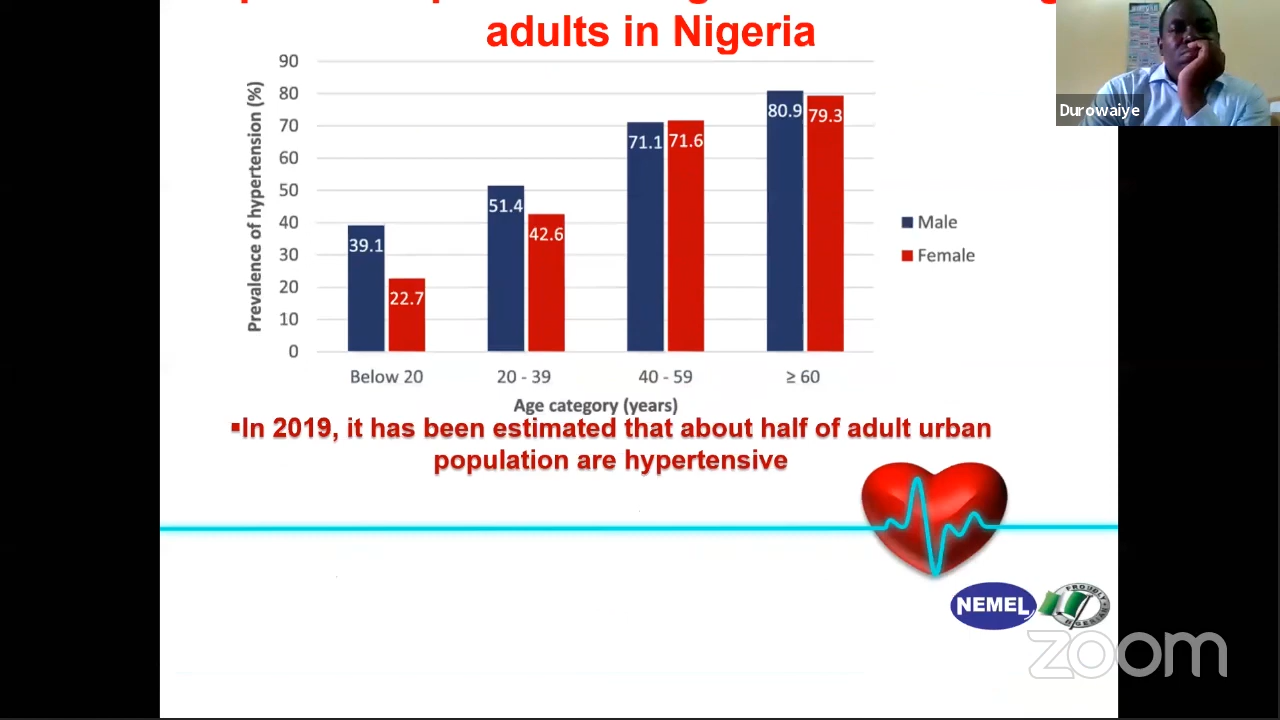 adults in Nigeria
90
80
70
60
50
40
30
20
10
0
Prevalence of hypertension (%)
39.1
22.7
51.4
42.6
71.1
71.6
80.9
79.3
Below 20
20 - 39
40 - 59
≥ 60
Age category (years)
Male
Female
▪In 2019, it has been estimated that about half of adult urban
population are hypertensive
Durowaiye
NEMEL
PROUDLY
NIGERIAN
zoom